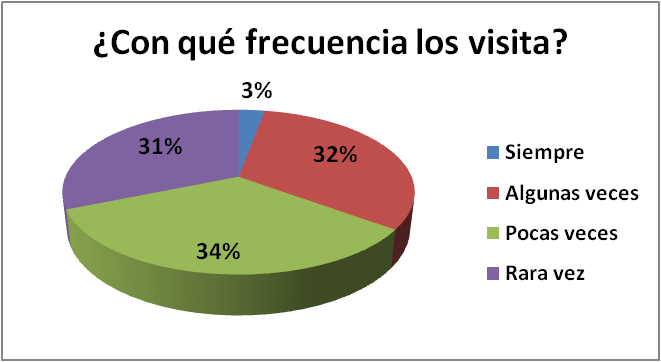 ¿Con qué frecuencia los visita?
3%
32%
31%
34%
Siempre
Algunas veces
Pocas veces
Rara vez